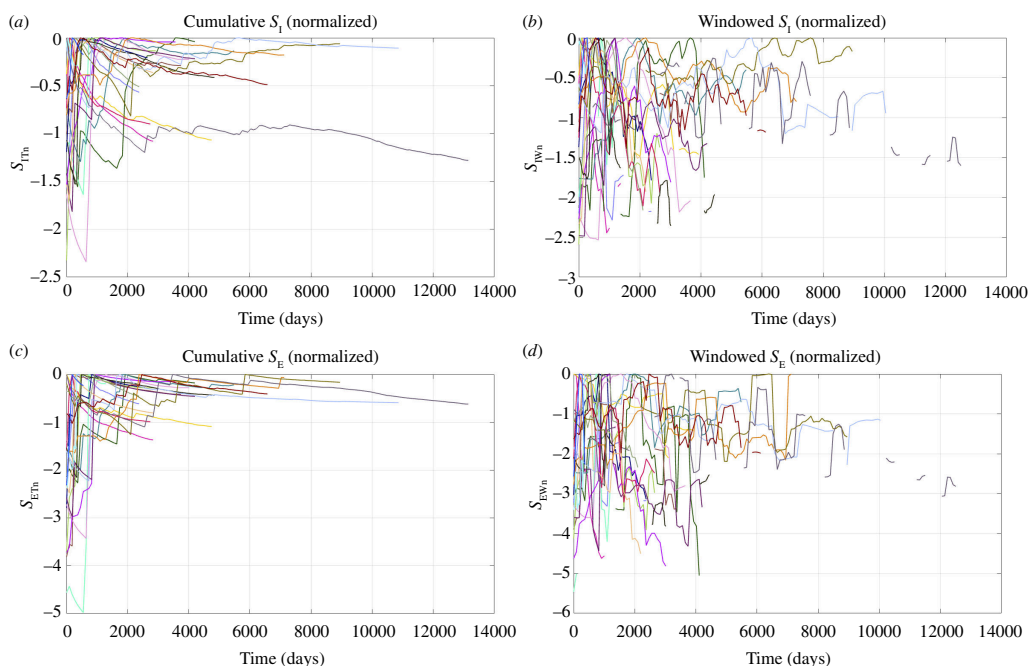 (a)
Cumulative S_I (normalized)
0
−0.5
−1
−1.5
−2
2.5
S_ITn
0 2000 4000 6000 8000 10000 12000 14000
Time (days)
(b)
Windowed S_I (normalized)
0
−0.5
−1
−1.5
−2
−2.5
−3
S_IWn
0 2000 4000 6000 8000 10000 12000 14000
Time (days)
(c)
Cumulative S_E (normalized)
0
−1
−2
−3
−4
−5
S_ETn
0 2000 4000 6000 8000 10000 12000 14000
Time (days)
(d)
Windowed S_E (normalized)
0
−1
−2
−3
−4
−5
−6
S_EWn
0 2000 4000 6000 8000 10000 12000 14000
Time (days)